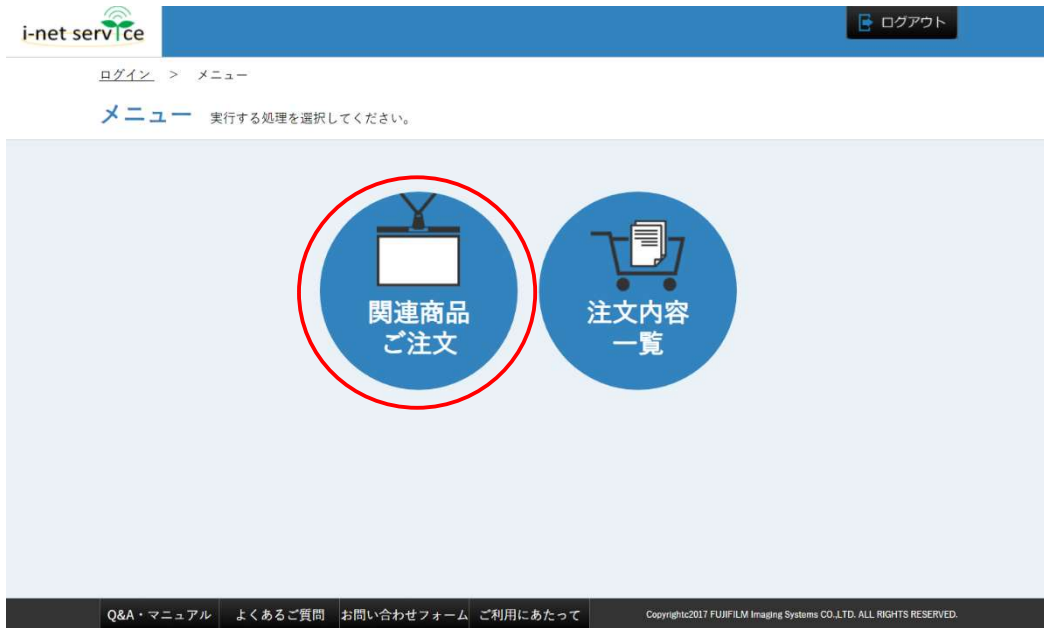 i-net service
ログアウト
ログイン > メニュー
メニュー 実行する処理を選択してください。
関連商品
ご注文
注文内容
一覧
Q&A・マニュアル よくあるご質問 お問い合わせフォーム ご利用にあたって Copyrightc2017 FUJIFILM Imaging Systems CO.,LTD. ALL RIGHTS RESERVED.